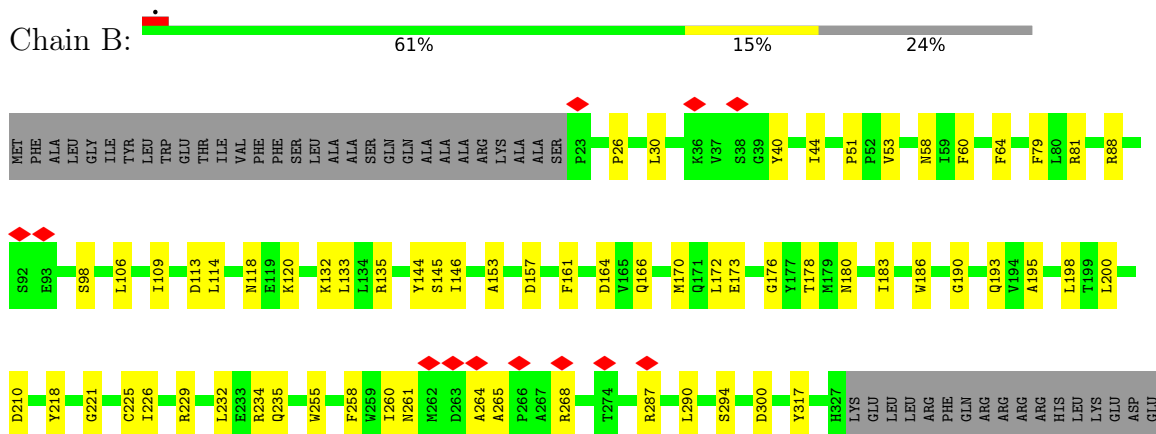 Chain B:
61% 15% 24%
MET PHE ALA LEU GLY ILE TYR LEU TRP GLU THR ILE VAL PHE PHE SER LEU ALA ALA SER GLN GLN ALA ALA ALA ARG LYS ALA ALA SER P23 P26 L30 K36 V37 S38 G39 Y40 I44 P51 P52 V53 N58 I59 F60 F64 F79 L80 R81 R88
S92 E93 S98 L106 I109 D113 L114 N118 E119 K120 K132 L133 L134 R135 Y144 S145 I146 A153 D157 F161 D164 V165 Q166 M170 Q171 L172 E173 G176 Y177 T178 M179 N180 I183 W186 G190 Q193 V194 A195 L198 T199 L200
D210 Y218 G221 C225 I226 R229 L232 E233 R234 Q235 W255 F258 W259 I260 N261 M262 D263 A264 A265 P266 A267 R268 T274 R287 L290 S294 D300 Y317 H327 LYS GLU LEU LEU ARG PHE GLN ARG ARG ARG ARG HIS LEU LYS GLU ASP GLU